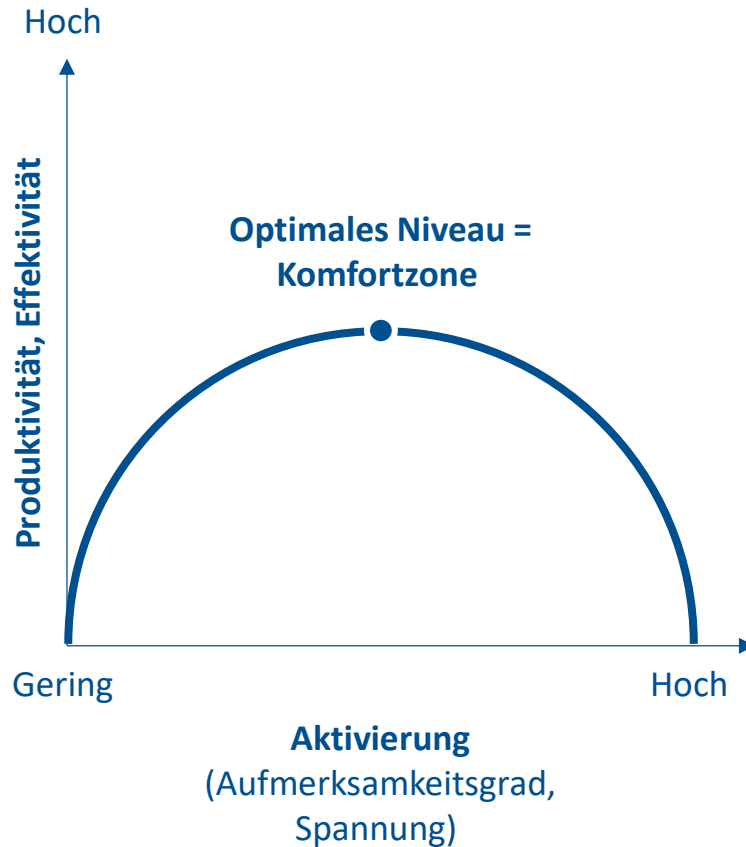 Hoch
Produktivität, Effektivität
Optimales Niveau =
Komfortzone
Gering
Hoch
Aktivierung
(Aufmerksamkeitsgrad,
Spannung)